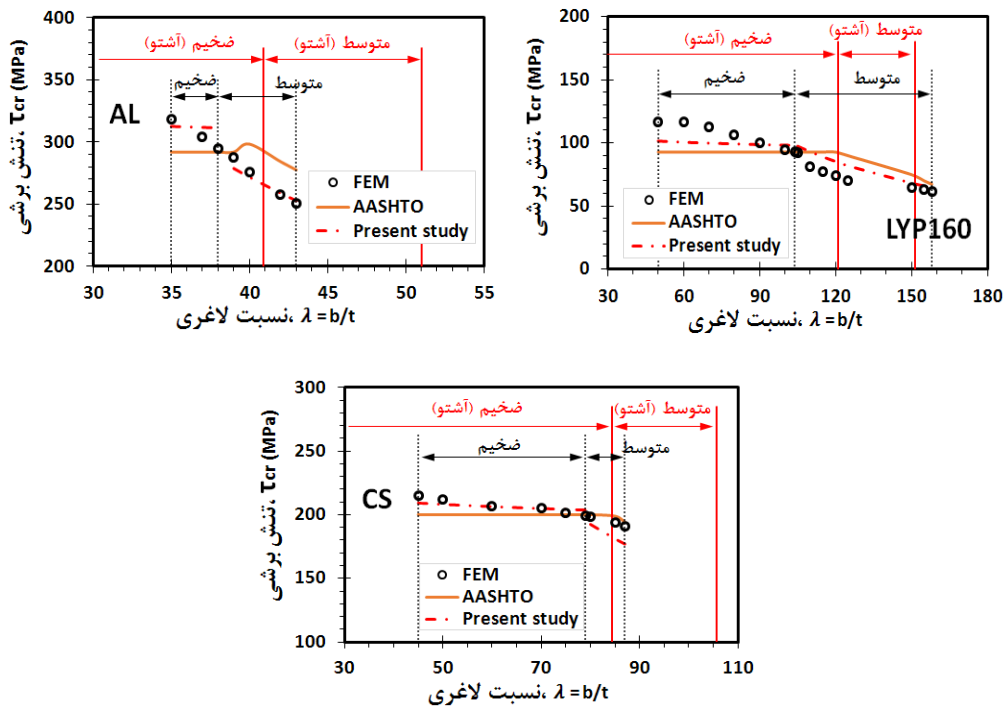 400
350
300
250
200
30
35
40
45
50
55
تنش برشی، τcr (MPa)
نسبت لاغری، λ =b/t
ضخیم (آشتو)
متوسط (آشتو)
ضخیم
متوسط
AL
FEM
AASHTO
Present study
200
150
100
50
0
30
60
90
120
150
180
تنش برشی، τcr (MPa)
نسبت لاغری، λ =b/t
ضخیم (آشتو)
متوسط (آشتو)
ضخیم
متوسط
FEM
AASHTO
Present study
LYP160
300
250
200
150
100
30
50
70
90
110
تنش برشی، τcr (MPa)
نسبت لاغری، λ =b/t
ضخیم (آشتو)
متوسط (آشتو)
ضخیم
متوسط
CS
FEM
AASHTO
Present study